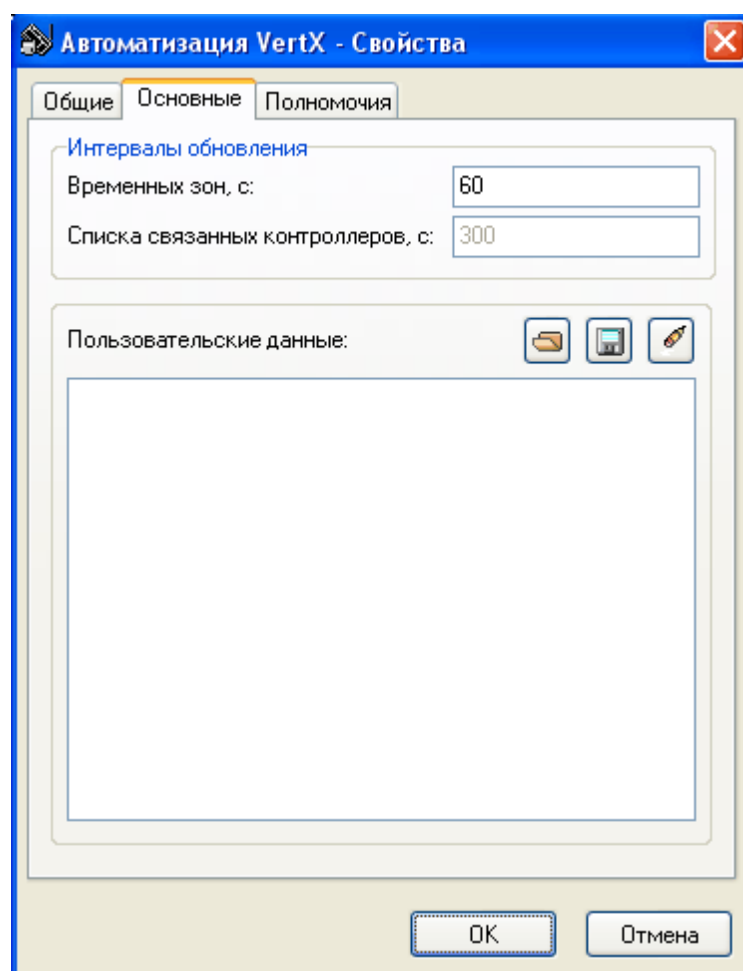 Автоматизация VertX - Свойства
Общие Основные Полномочия
Интервалы обновления
Временных зон, с: 60
Списка связанных контроллеров, с: 300
Пользовательские данные:
OK Отмена